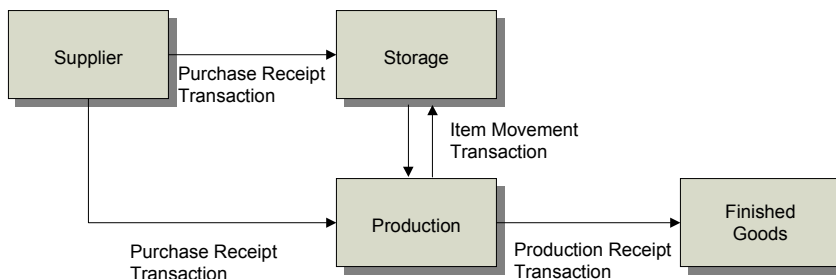 Supplier
Purchase Receipt
Transaction
Storage
Item Movement
Transaction
Production
Purchase Receipt
Transaction
Production Receipt
Transaction
Finished
Goods